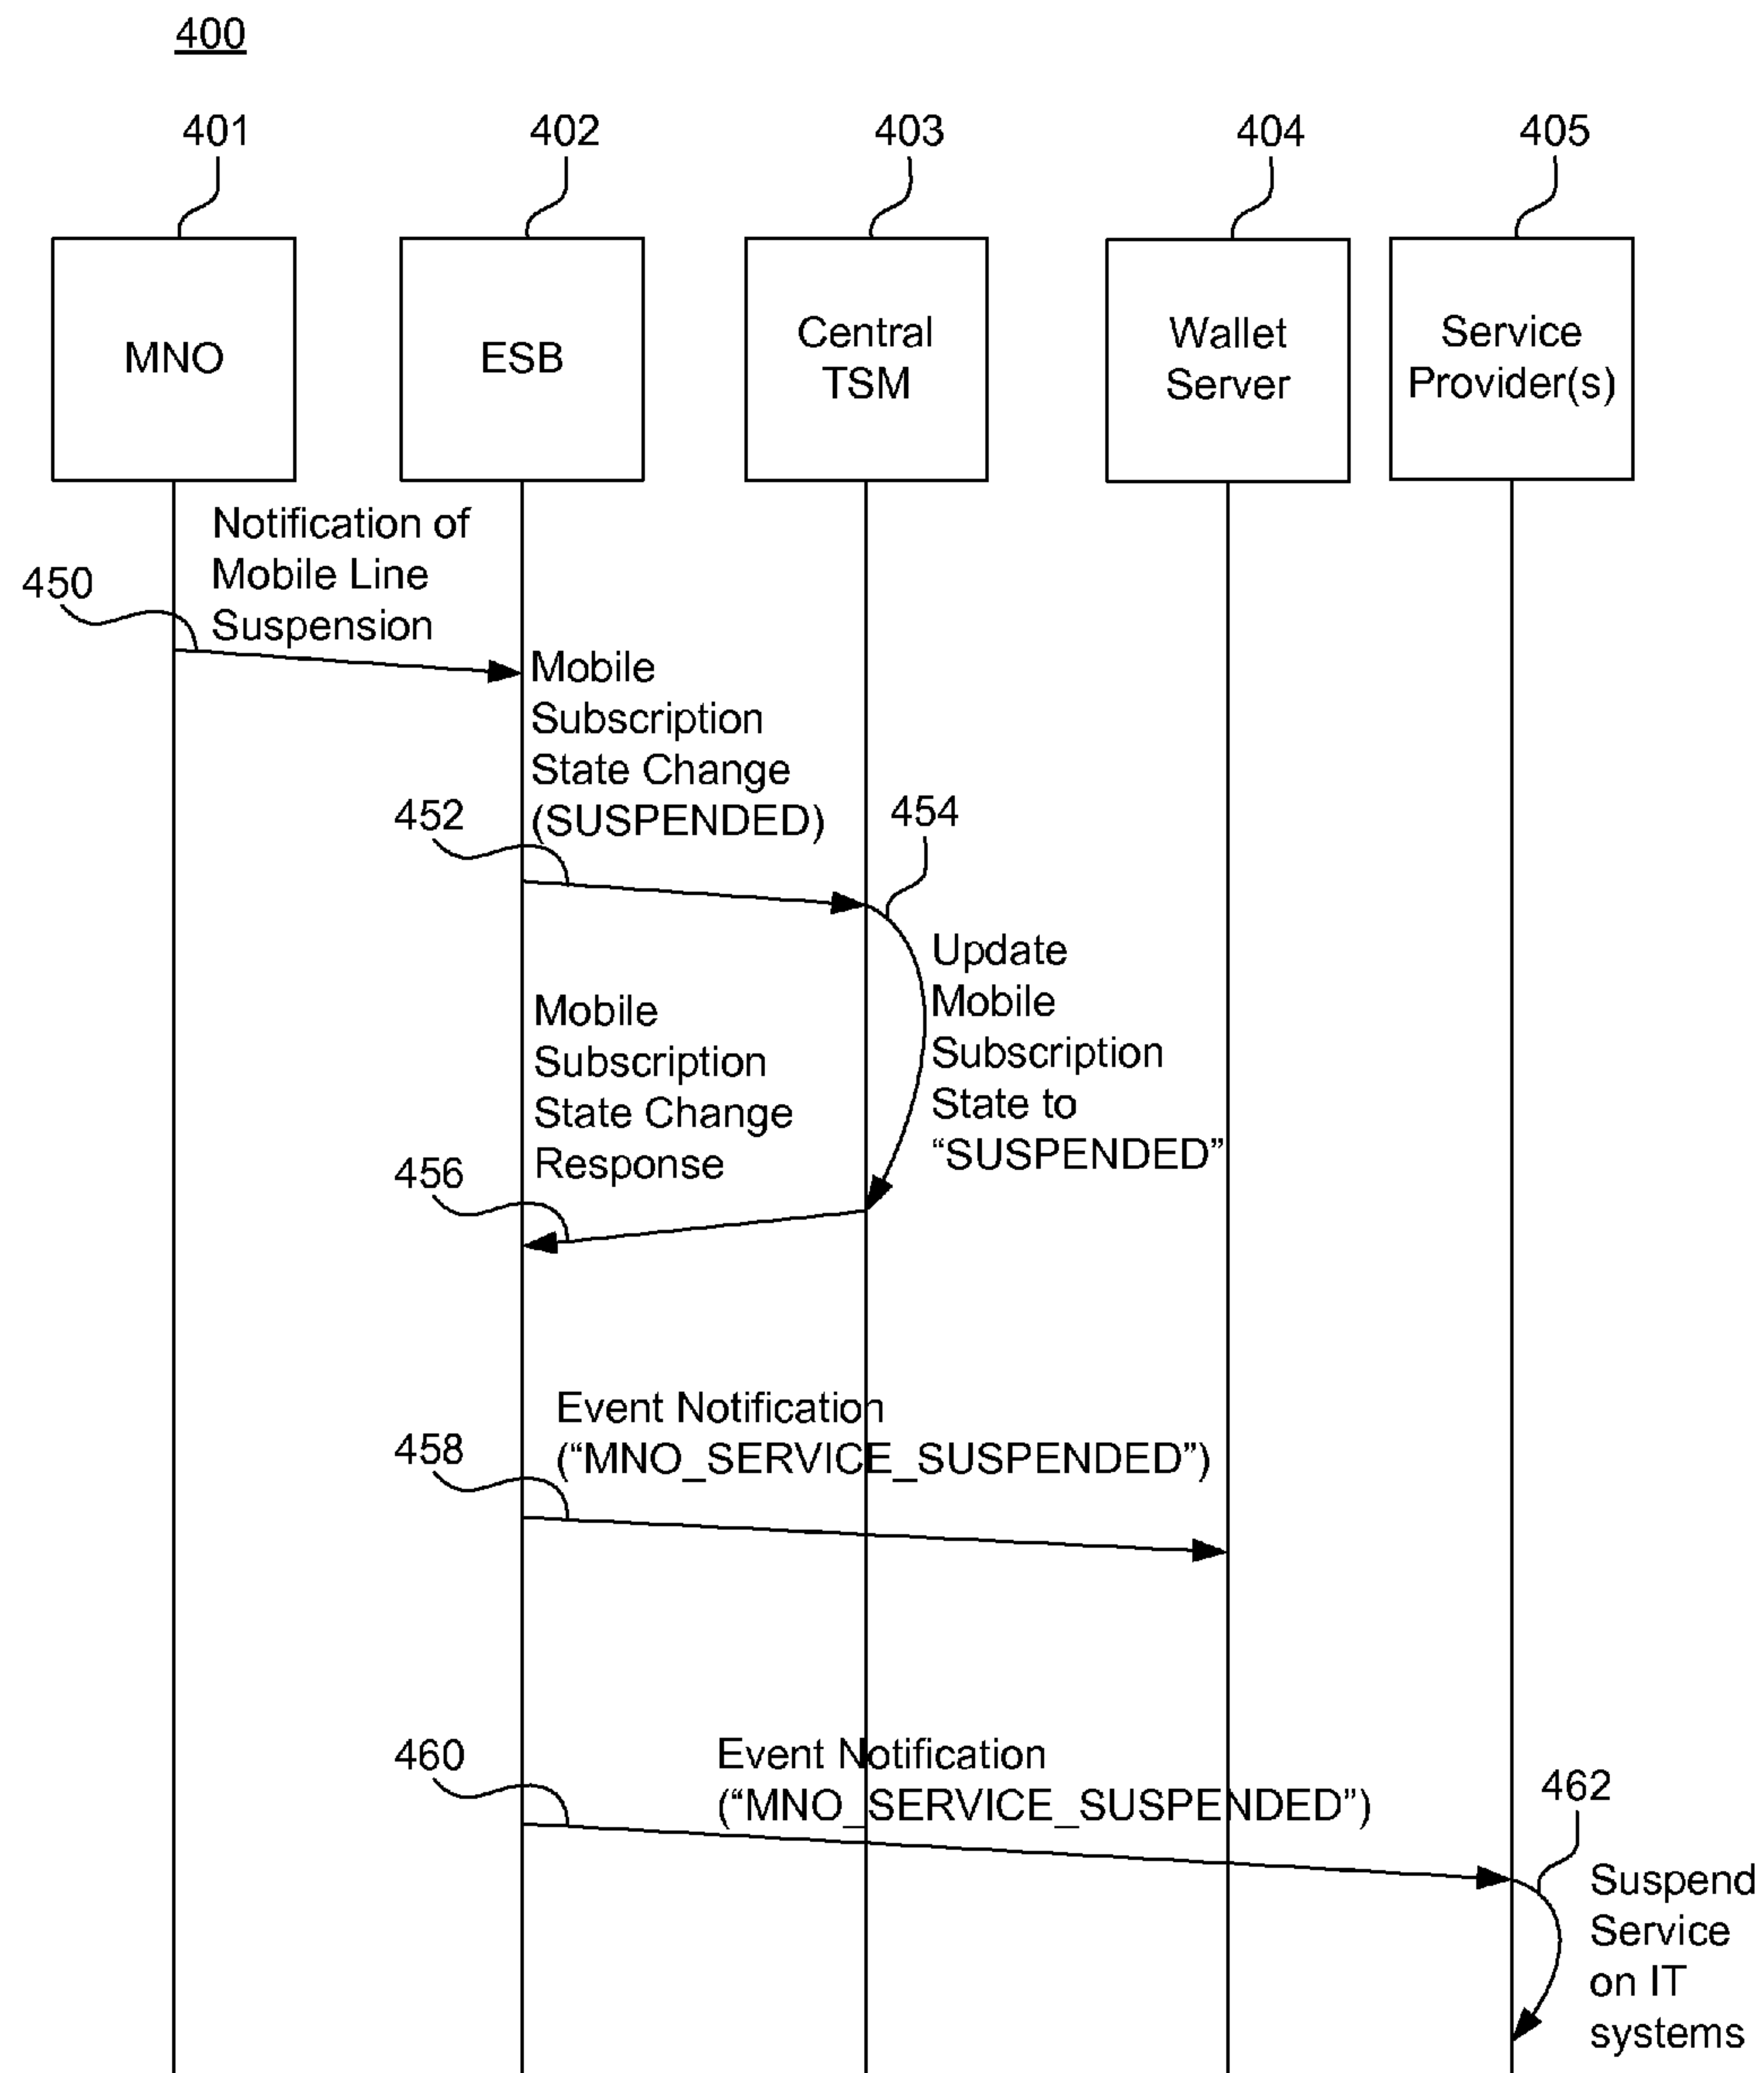 400
401
402
403
404
405
MNO
ESB
Central
TSM
Wallet
Server
Service
Provider(s)
Notification of
Mobile Line
Suspension
450
Mobile
Subscription
State Change
(SUSPENDED)
452
454
Update
Mobile
Subscription
State to
“SUSPENDED”
Mobile
Subscription
State Change
Response
456
Event Notification
(“MNO_SERVICE_SUSPENDED”)
458
Event Notification
(“MNO_SERVICE_SUSPENDED”)
460
462
Suspend
Service
on IT
systems